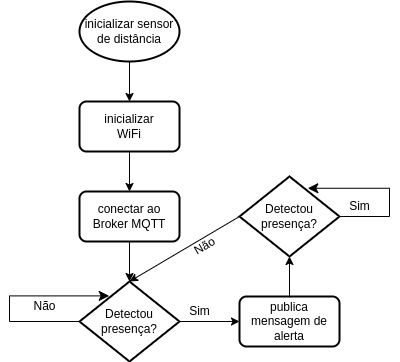 inicializar sensor
de distância
inicializar
WiFi
conectar ao
Broker MQTT
Detectou
presença?
Sim
Não
Não
Detectou
presença?
Sim
publica
mensagem de
alerta